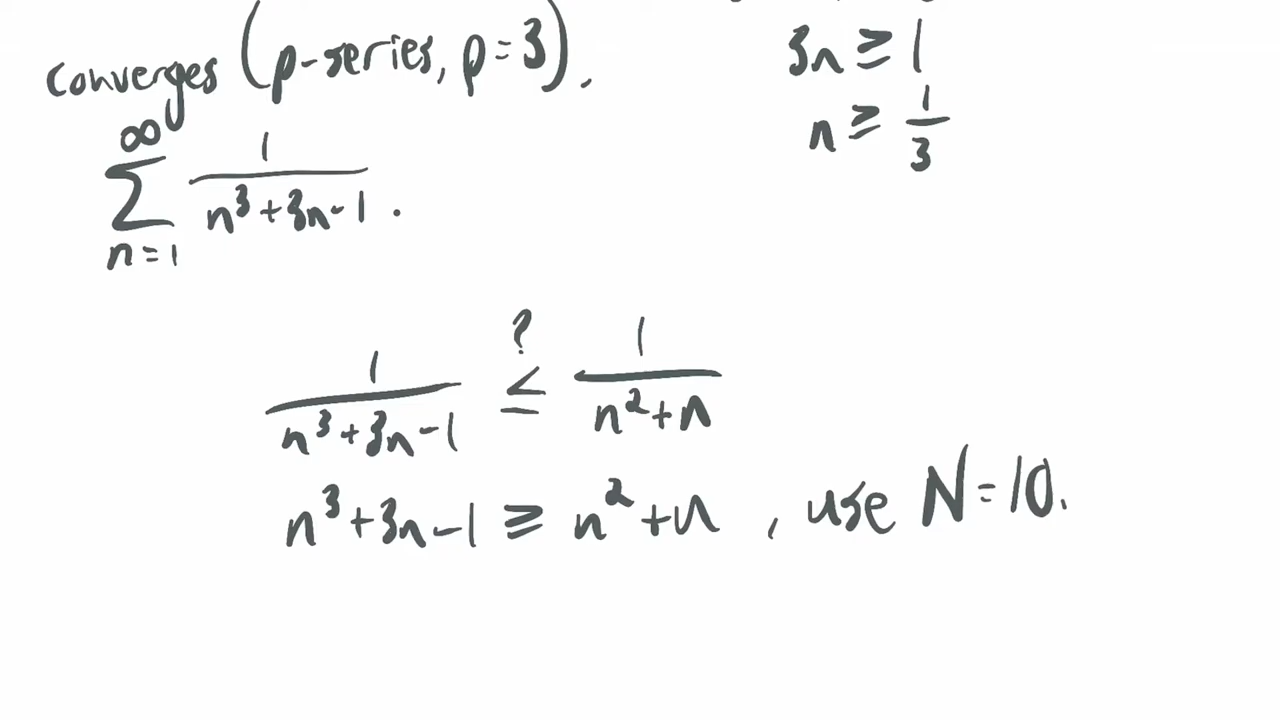 converges (p-series, p=3).
3n ≥ 1
n ≥ 1/3
∑_{n=1}^{∞} 1/(n³+3n-1).
1/(n³+3n-1) ≤? 1/(n²+n)
n³+3n-1 ≥ n²+n, use N=10.